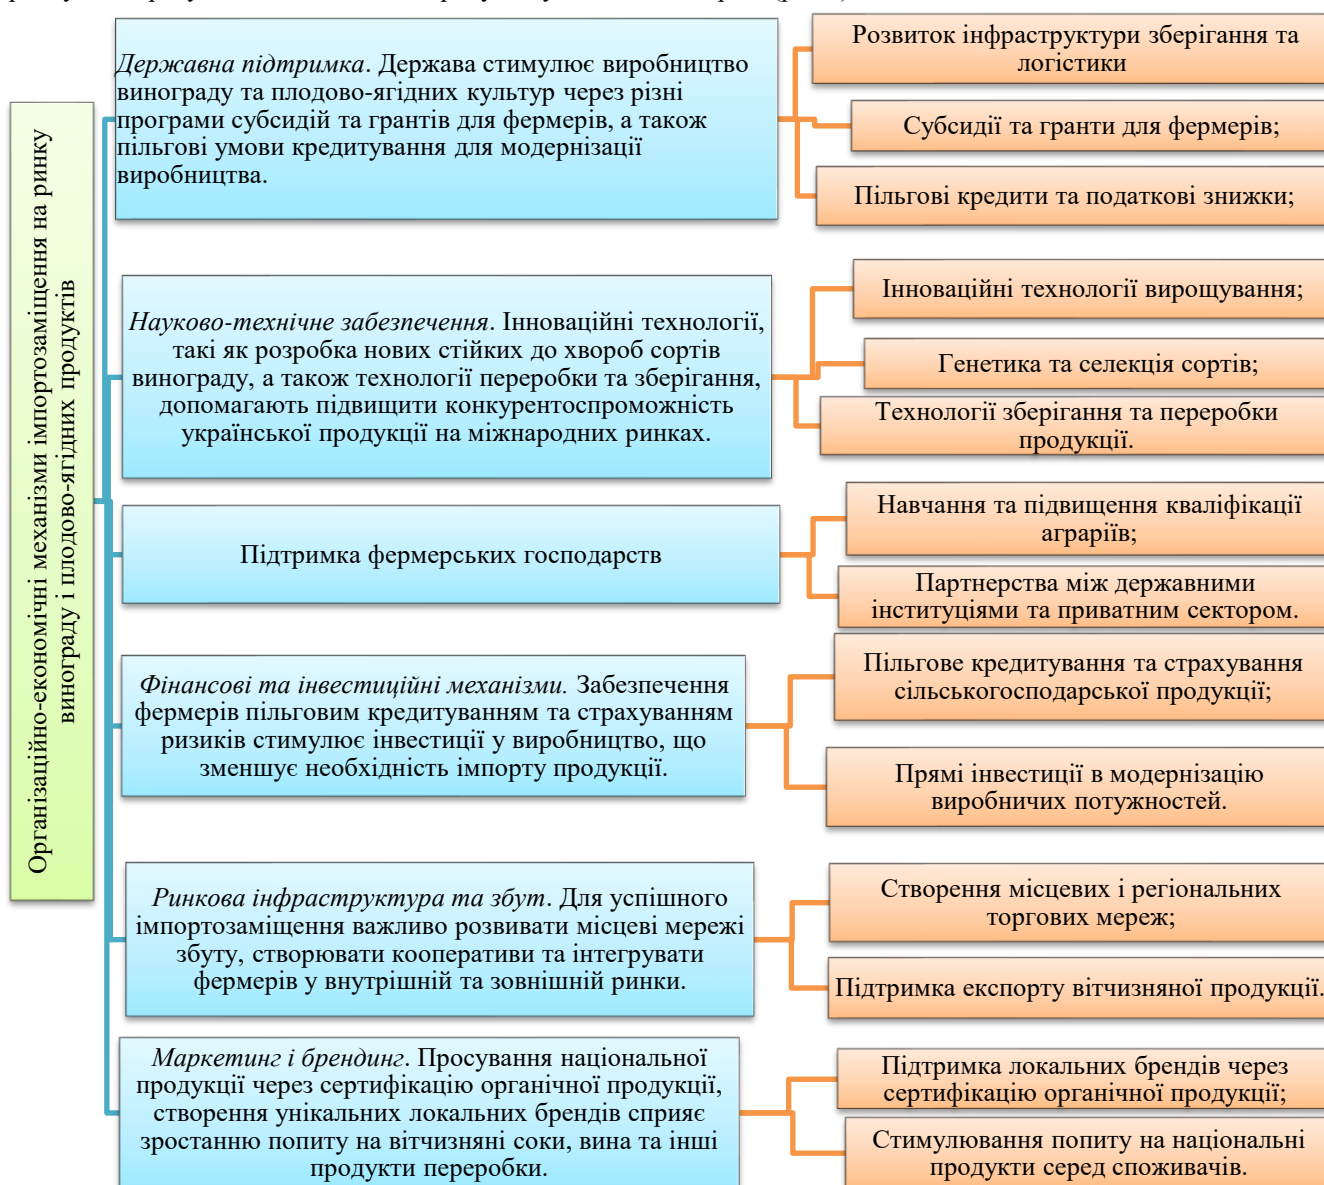 Організаційно-економічні механізми імпортозаміщення на ринку
винограду і плодово-ягідних продуктів
Державна підтримка. Держава стимулює виробництво
винограду та плодово-ягідних культур через різні
програми субсидій та грантів для фермерів, а також
пільгові умови кредитування для модернізації
виробництва.
Розвиток інфраструктури зберігання та
логістики
Субсидії та гранти для фермерів;
Пільгові кредити та податкові знижки;
Науково-технічне забезпечення. Інноваційні технології,
такі як розробка нових стійких до хвороб сортів
винограду, а також технології переробки та зберігання,
допомагають підвищити конкурентоспроможність
української продукції на міжнародних ринках.
Інноваційні технології вирощування;
Генетика та селекція сортів;
Технології зберігання та переробки
продукції.
Підтримка фермерських господарств
Навчання та підвищення кваліфікації
аграріїв;
Партнерства між державними
інституціями та приватним сектором.
Фінансові та інвестиційні механізми. Забезпечення
фермерів пільговим кредитуванням та страхуванням
ризиків стимулює інвестиції у виробництво, що
зменшує необхідність імпорту продукції.
Пільгове кредитування та страхування
сільськогосподарської продукції;
Прямі інвестиції в модернізацію
виробничих потужностей.
Ринкова інфраструктура та збут. Для успішного
імпортозаміщення важливо розвивати місцеві мережі
збуту, створювати кооперативи та інтегрувати
фермерів у внутрішній та зовнішній ринки.
Створення місцевих і регіональних
торгових мереж;
Підтримка експорту вітчизняної продукції.
Маркетинг і брендинг. Просування національної
продукції через сертифікацію органічної продукції,
створення унікальних локальних брендів сприяє
зростанню попиту на вітчизняні соки, вина та інші
продукти переробки.
Підтримка локальних брендів через
сертифікацію органічної продукції;
Стимулювання попиту на національні
продукти серед споживачів.